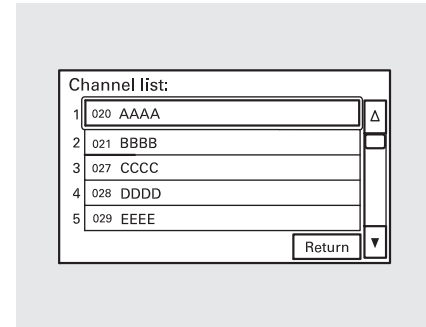 Channel list:
1 020 AAAA
2 021 BBBB
3 027 CCCC
4 028 DDDD
5 029 EEEE
Return